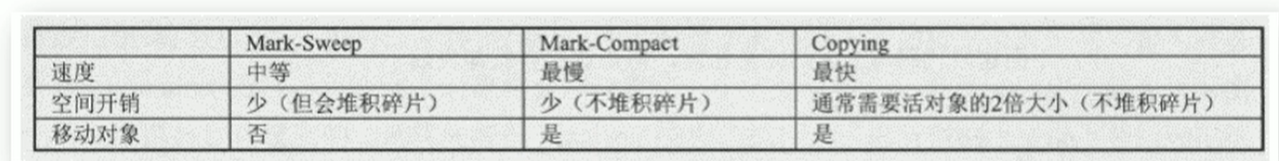 Mark-Sweep Mark-Compact Copying
速度 中等 最慢 最快
空间开销 少（但会堆积碎片） 少（不堆积碎片） 通常需要活对象的2倍大小（不堆积碎片）
移动对象 否 是 是